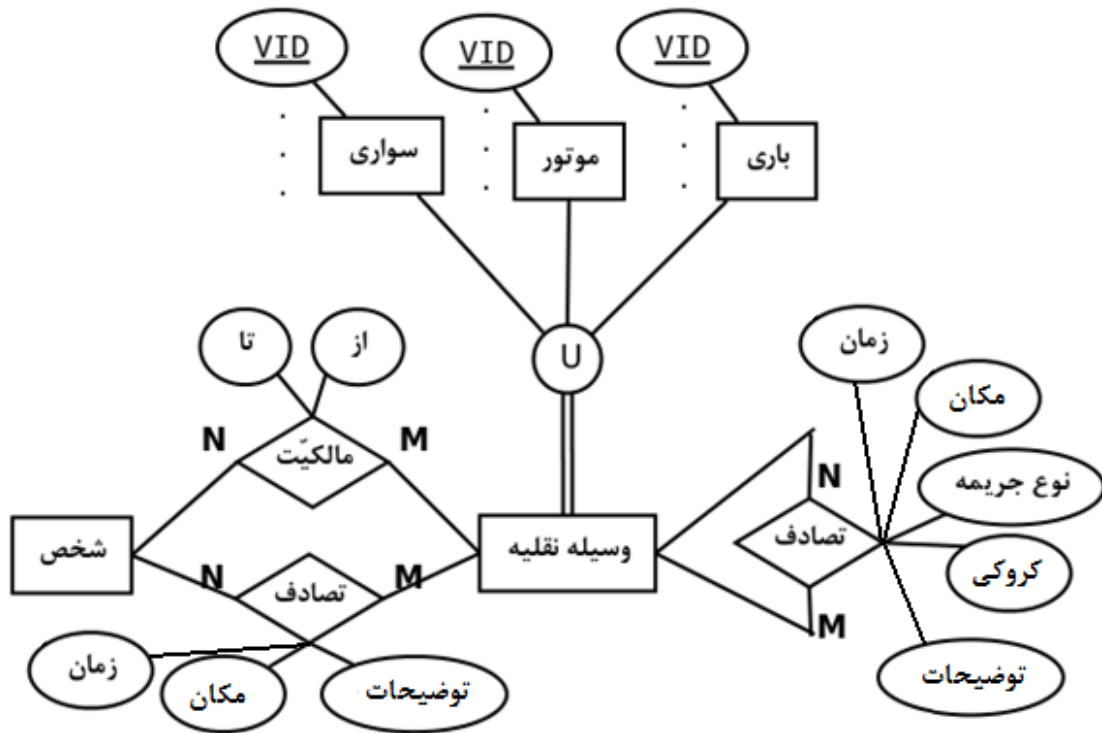 VID
VID
VID
سواری
موتور
باری
U
تا
از
زمان
مکان
N
M
مالکیّت
نوع جریمه
N
شخص
وسیله نقلیه
تصادف
کروکی
N
M
تصادف
M
زمان
مکان
توضیحات
توضیحات